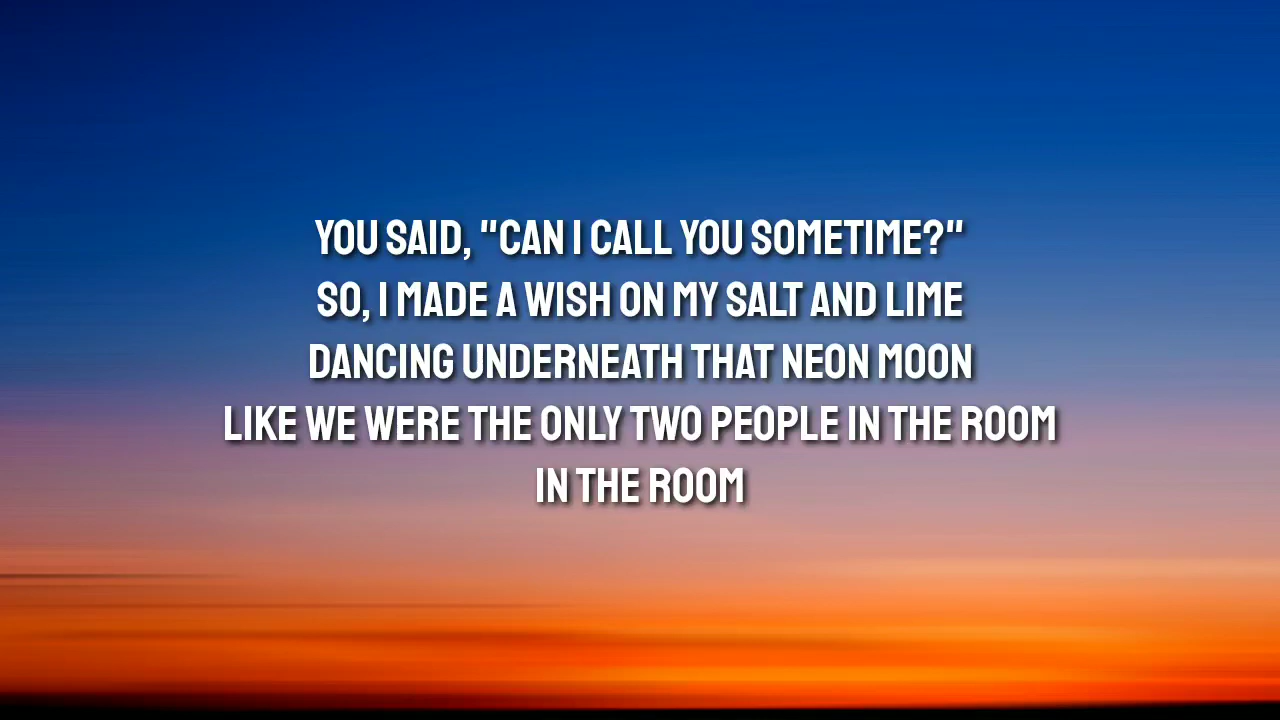 YOU SAID, "CAN I CALL YOU SOMETIME?"
SO, I MADE A WISH ON MY SALT AND LIME
DANCING UNDERNEATH THAT NEON MOON
LIKE WE WERE THE ONLY TWO PEOPLE IN THE ROOM
IN THE ROOM